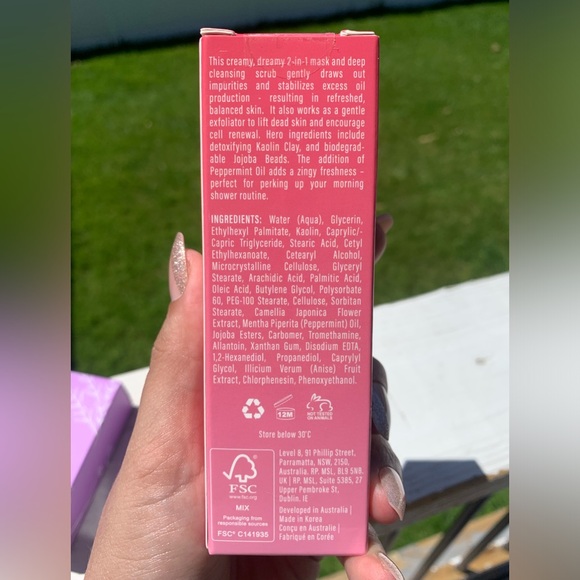 This creamy, dreamy 2-in-1 mask and deep
cleansing scrub gently draws out
impurities and stabilizes excess oil
production - resulting in refreshed,
balanced skin. It also works as a gentle
exfoliator to lift dead skin and encourage
cell renewal. Hero ingredients include
detoxifying Kaolin Clay, and biodegrad-
able Jojoba Beads. The addition of
Peppermint Oil adds a zingy freshness –
perfect for perking up your morning
shower routine.
INGREDIENTS: Water (Aqua), Glycerin,
Ethylhexyl Palmitate, Kaolin, Caprylic/-
Capric Triglyceride, Stearic Acid, Cetyl
Ethylhexanoate, Cetearyl Alcohol,
Microcrystalline Cellulose, Glyceryl
Stearate, Arachidic Acid, Palmitic Acid,
Oleic Acid, Butylene Glycol, Polysorbate
60, PEG-100 Stearate, Cellulose, Sorbitan
Stearate, Camellia Japonica Flower
Extract, Mentha Piperita (Peppermint) Oil,
Jojoba Esters, Carbomer, Tromethamine,
Allantoin, Xanthan Gum, Disodium EDTA,
1,2-Hexanediol, Propanediol, Caprylyl
Glycol, Illicium Verum (Anise) Fruit
Extract, Chlorphenesin, Phenoxyethanol.
12M
NOT TESTED
ON ANIMALS
Store below 30°C
FSC
www.fsc.org
MIX
Packaging from
responsible sources
FSC® C141935
Level 8, 91 Phillip Street,
Parramatta, NSW, 2150,
Australia. RP. MSL, BL9 5NB.
UK | RP. MSL, Suite 5385, 27
Upper Pembroke St,
Dublin. IE
Developed in Australia |
Made in Korea
Conçu en Australie |
Fabriqué en Corée